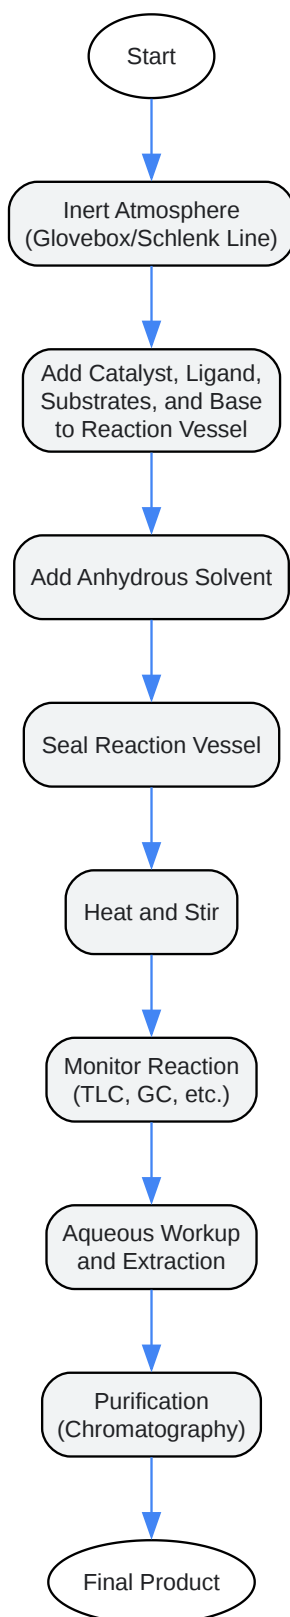 Start
Inert Atmosphere
(Glovebox/Schlenk Line)
Add Catalyst, Ligand,
Substrates, and Base
to Reaction Vessel
Add Anhydrous Solvent
Seal Reaction Vessel
Heat and Stir
Monitor Reaction
(TLC, GC, etc.)
Aqueous Workup
and Extraction
Purification
(Chromatography)
Final Product